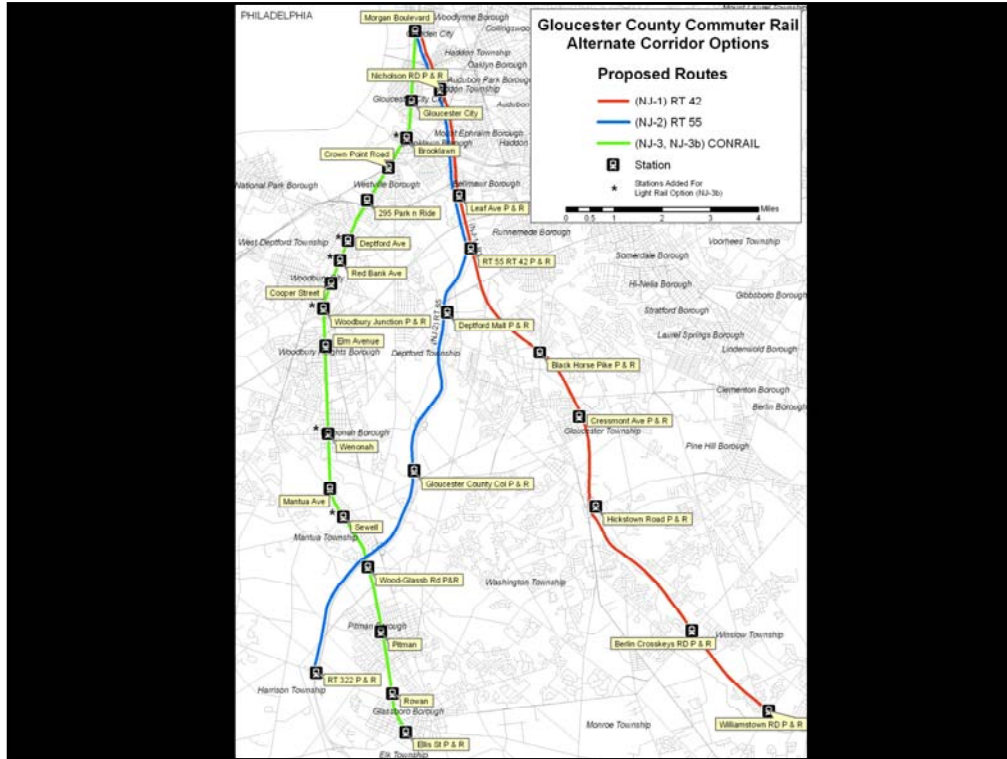 PHILADELPHIA
Gloucester County Commuter Rail
Alternate Corridor Options
Proposed Routes
(NJ-1) RT 42
(NJ-2) RT 55
(NJ-3, NJ-3b) CONRAIL
Station
* Stations Added For
Light Rail Option (NJ-3b)
Miles
0 0.5 1 2 3 4
Morgan Boulevard
Woodlynne Borough
Haddon Township
Oaklyn Borough
Nicholson RD P & R
Audubon Park Borough
Gloucester City
Mount Ephraim Borough
* Brooklawn
Crown Point Road
Westville Borough
National Park Borough
Leaf Ave P & R
295 Park n Ride
Runnemede Borough
Voorhees Township
West Deptford Township
* Deptford Ave
RT 55 RT 42 P & R
Somerdale Borough
* Red Bank Ave
Hi-Nella Borough
Cooper Street
Gibbsboro Borough
* Woodbury Junction P & R
Stratford Borough
Deptford Mall P & R
(NJ-2) RT 55
Laurel Springs Borough
Elm Avenue
Woodbury Heights Borough
Deptford Township
Lindenwold Borough
Black Horse Pike P & R
Clementon Borough
Berlin Borough
Cressmont Ave P & R
Gloucester Township
* Wenonah
Pine Hill Borough
Gloucester County Col P & R
Mantua Ave
Hickstown Road P & R
* Sewell
Mantua Township
Wood-Glassb Rd P&R
Washington Township
Pitman
Berlin Crosskeys RD P & R
Winslow Township
RT 322 P & R
Harrison Township
Rowan
Glassboro Borough
Williamstown RD P & R
Monroe Township
Ellis St P & R
Elk Township